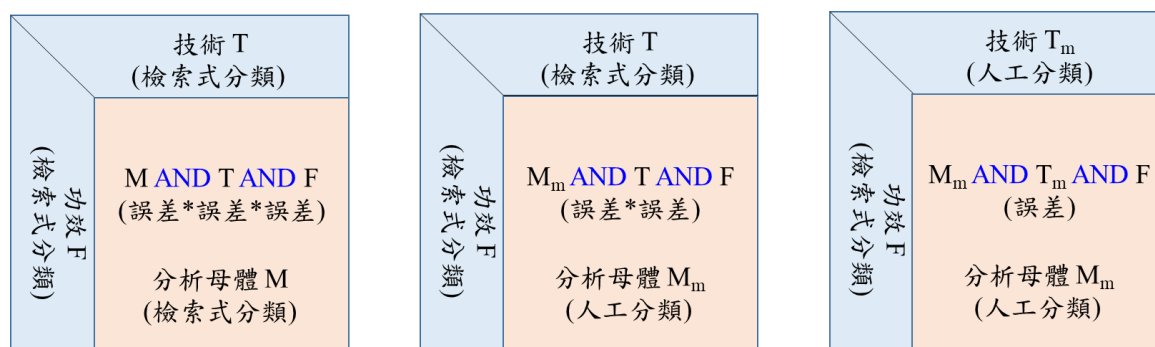 技術 T
(檢索式分類)
功效 F
(檢索式分類)
M AND T AND F
(誤差*誤差*誤差)
分析母體 M
(檢索式分類)
技術 T
(檢索式分類)
功效 F
(檢索式分類)
Mm AND T AND F
(誤差*誤差)
分析母體 Mm
(人工分類)
技術 Tm
(人工分類)
功效 F
(檢索式分類)
Mm AND Tm AND F
(誤差)
分析母體 Mm
(人工分類)